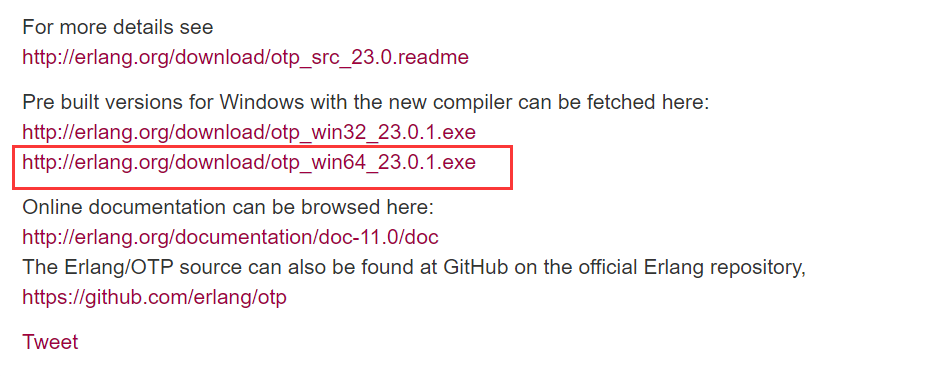 For more details see
http://erlang.org/download/otp_src_23.0.readme
Pre built versions for Windows with the new compiler can be fetched here:
http://erlang.org/download/otp_win32_23.0.1.exe
http://erlang.org/download/otp_win64_23.0.1.exe
Online documentation can be browsed here:
http://erlang.org/documentation/doc-11.0/doc
The Erlang/OTP source can also be found at GitHub on the official Erlang repository,
https://github.com/erlang/otp
Tweet